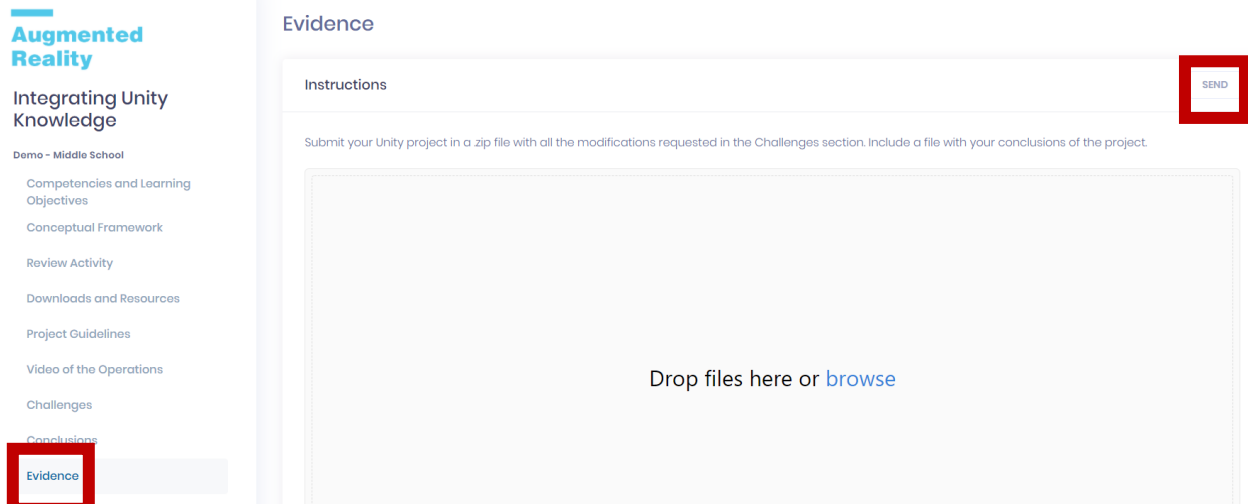 Augmented
Reality
Integrating Unity
Knowledge
Demo - Middle School
Competencies and Learning
Objectives
Conceptual Framework
Review Activity
Downloads and Resources
Project Guidelines
Video of the Operations
Challenges
Conclusions
Evidence
Evidence
Instructions
SEND
Submit your Unity project in a .zip file with all the modifications requested in the Challenges section. Include a file with your conclusions of the project.
Drop files here or browse